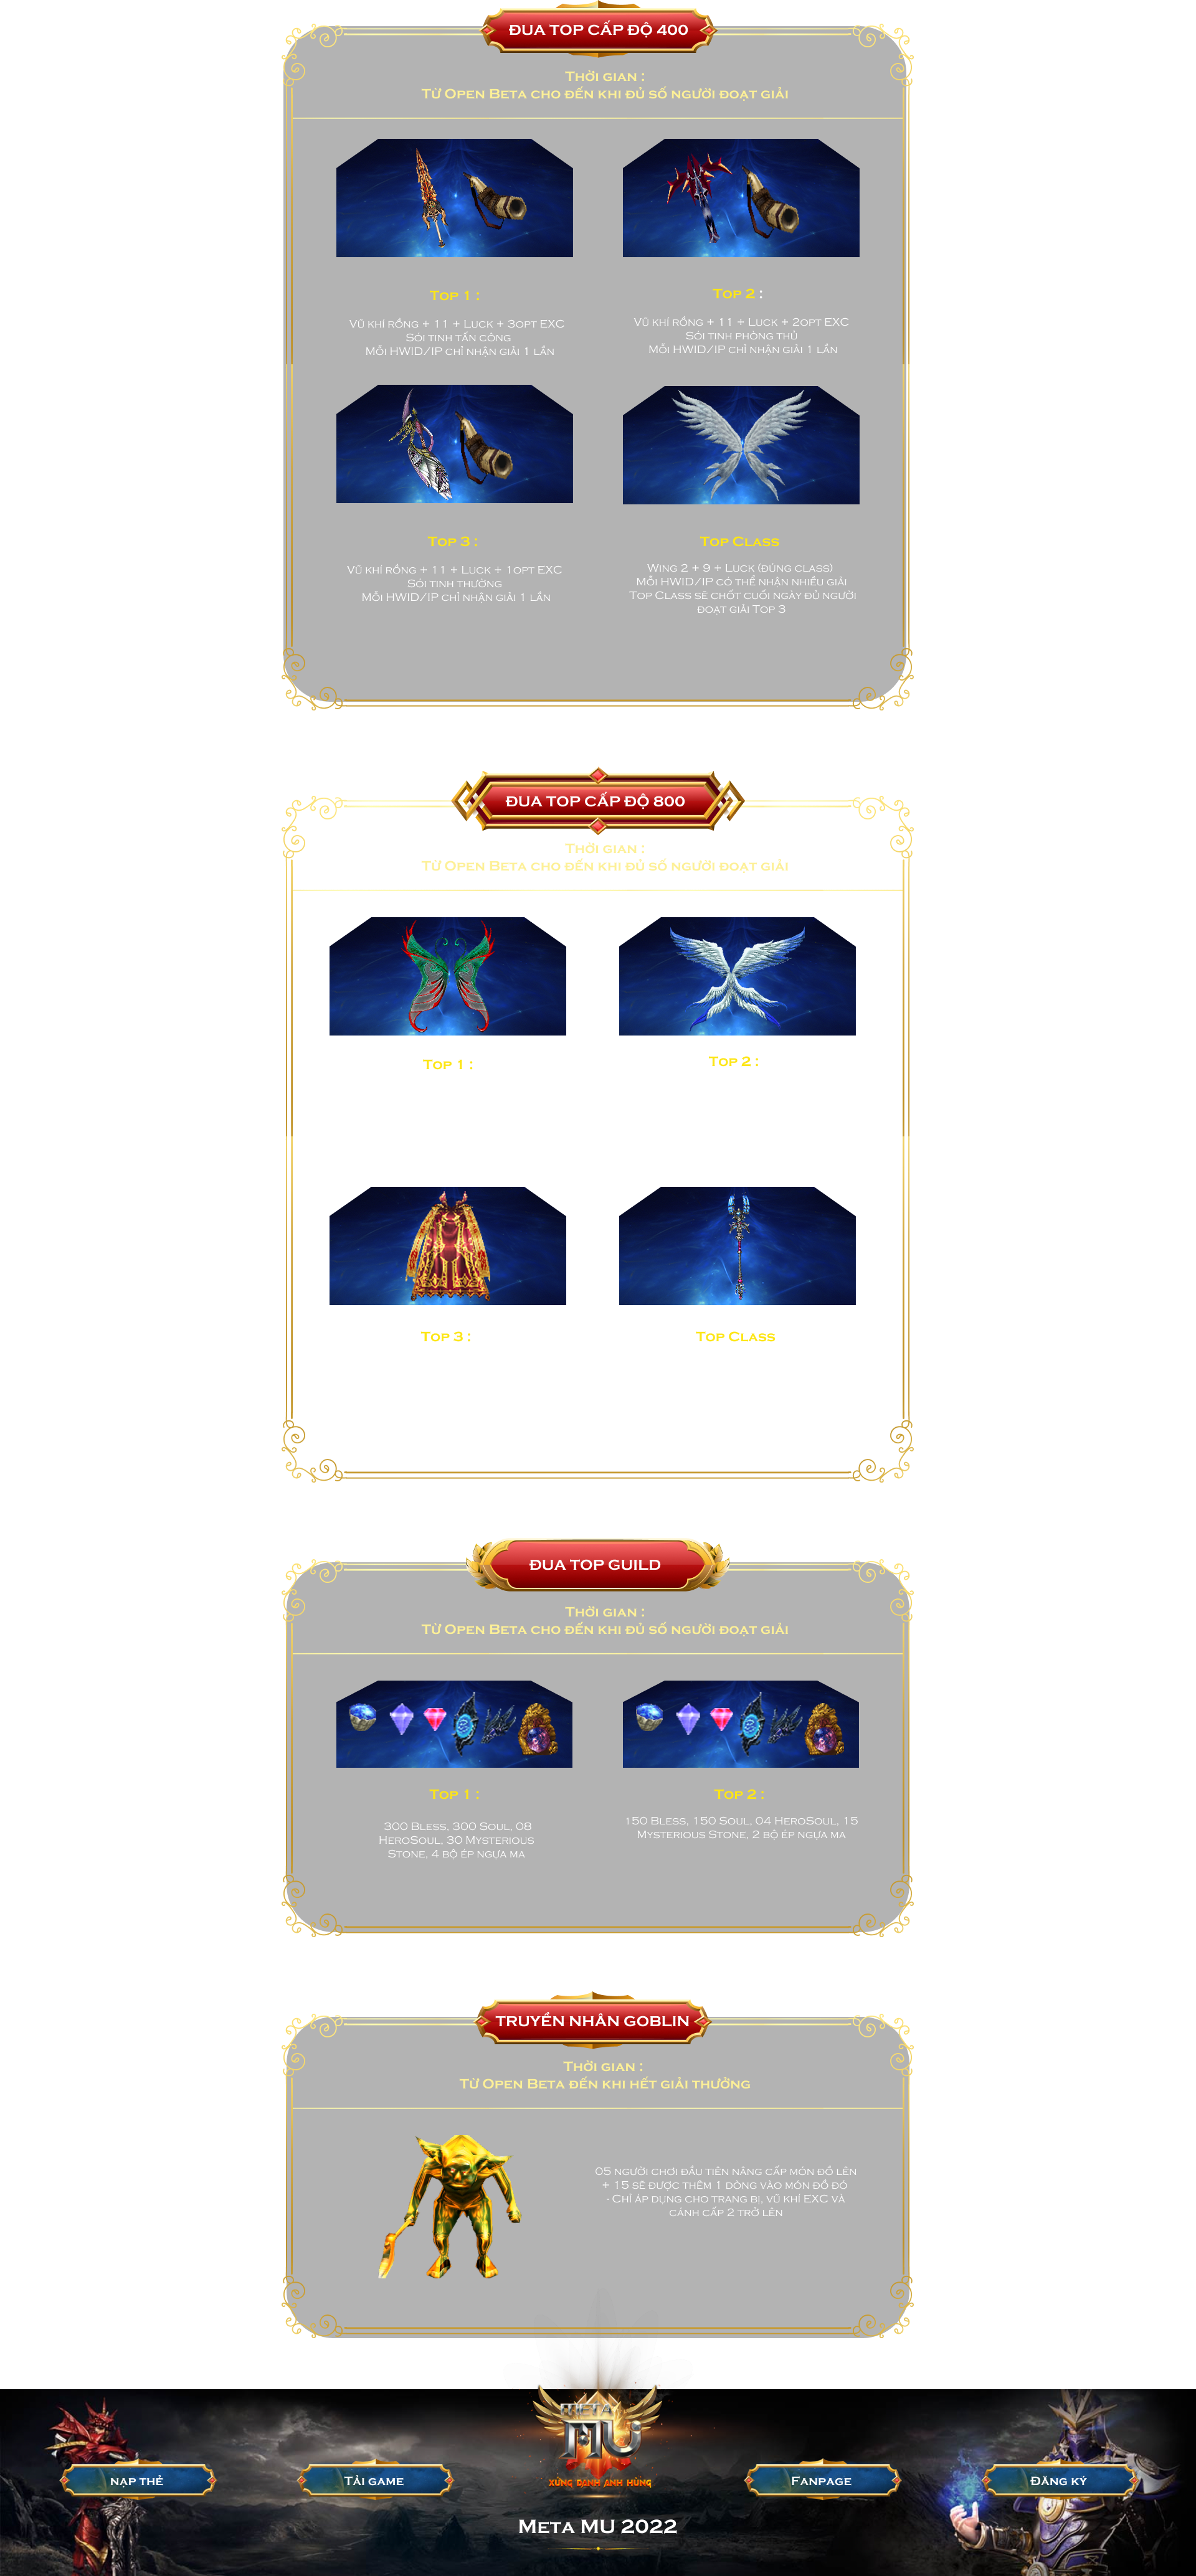 ĐUA TOP CẤP ĐỘ 400
Thời gian :
Từ Open Beta cho đến khi đủ số người đoạt giải
Top 1 :
Vũ khí rồng + 11 + Luck + 3opt EXC
Sói tinh tấn công
Mỗi HWID/IP chỉ nhận giải 1 lần
Top 2 :
Vũ khí rồng + 11 + Luck + 2opt EXC
Sói tinh phòng thủ
Mỗi HWID/IP chỉ nhận giải 1 lần
Top 3 :
Vũ khí rồng + 11 + Luck + 1opt EXC
Sói tinh thường
Mỗi HWID/IP chỉ nhận giải 1 lần
Top Class
Wing 2 + 9 + Luck (đúng class)
Mỗi HWID/IP có thể nhận nhiều giải
Top Class sẽ chốt cuối ngày đủ người
đoạt giải Top 3
ĐUA TOP CẤP ĐỘ 800
Thời gian :
Từ Open Beta cho đến khi đủ số người đoạt giải
Top 1 :
Top 2 :
Top 3 :
Top Class
ĐUA TOP GUILD
Thời gian :
Từ Open Beta cho đến khi đủ số người đoạt giải
Top 1 :
300 Bless, 300 Soul, 08
HeroSoul, 30 Mysterious
Stone, 4 bộ ép ngựa ma
Top 2 :
150 Bless, 150 Soul, 04 HeroSoul, 15
Mysterious Stone, 2 bộ ép ngựa ma
TRUYỀN NHÂN GOBLIN
Thời gian :
Từ Open Beta đến khi hết giải thưởng
05 người chơi đầu tiên nâng cấp món đồ lên
+ 15 sẽ được thêm 1 dòng vào món đồ đó
- Chỉ áp dụng cho trang bị, vũ khí EXC và
cánh cấp 2 trở lên
META
MU
XƯNG DANH ANH HÙNG
nạp thẻ
Tải game
Fanpage
Đăng ký
Meta MU 2022